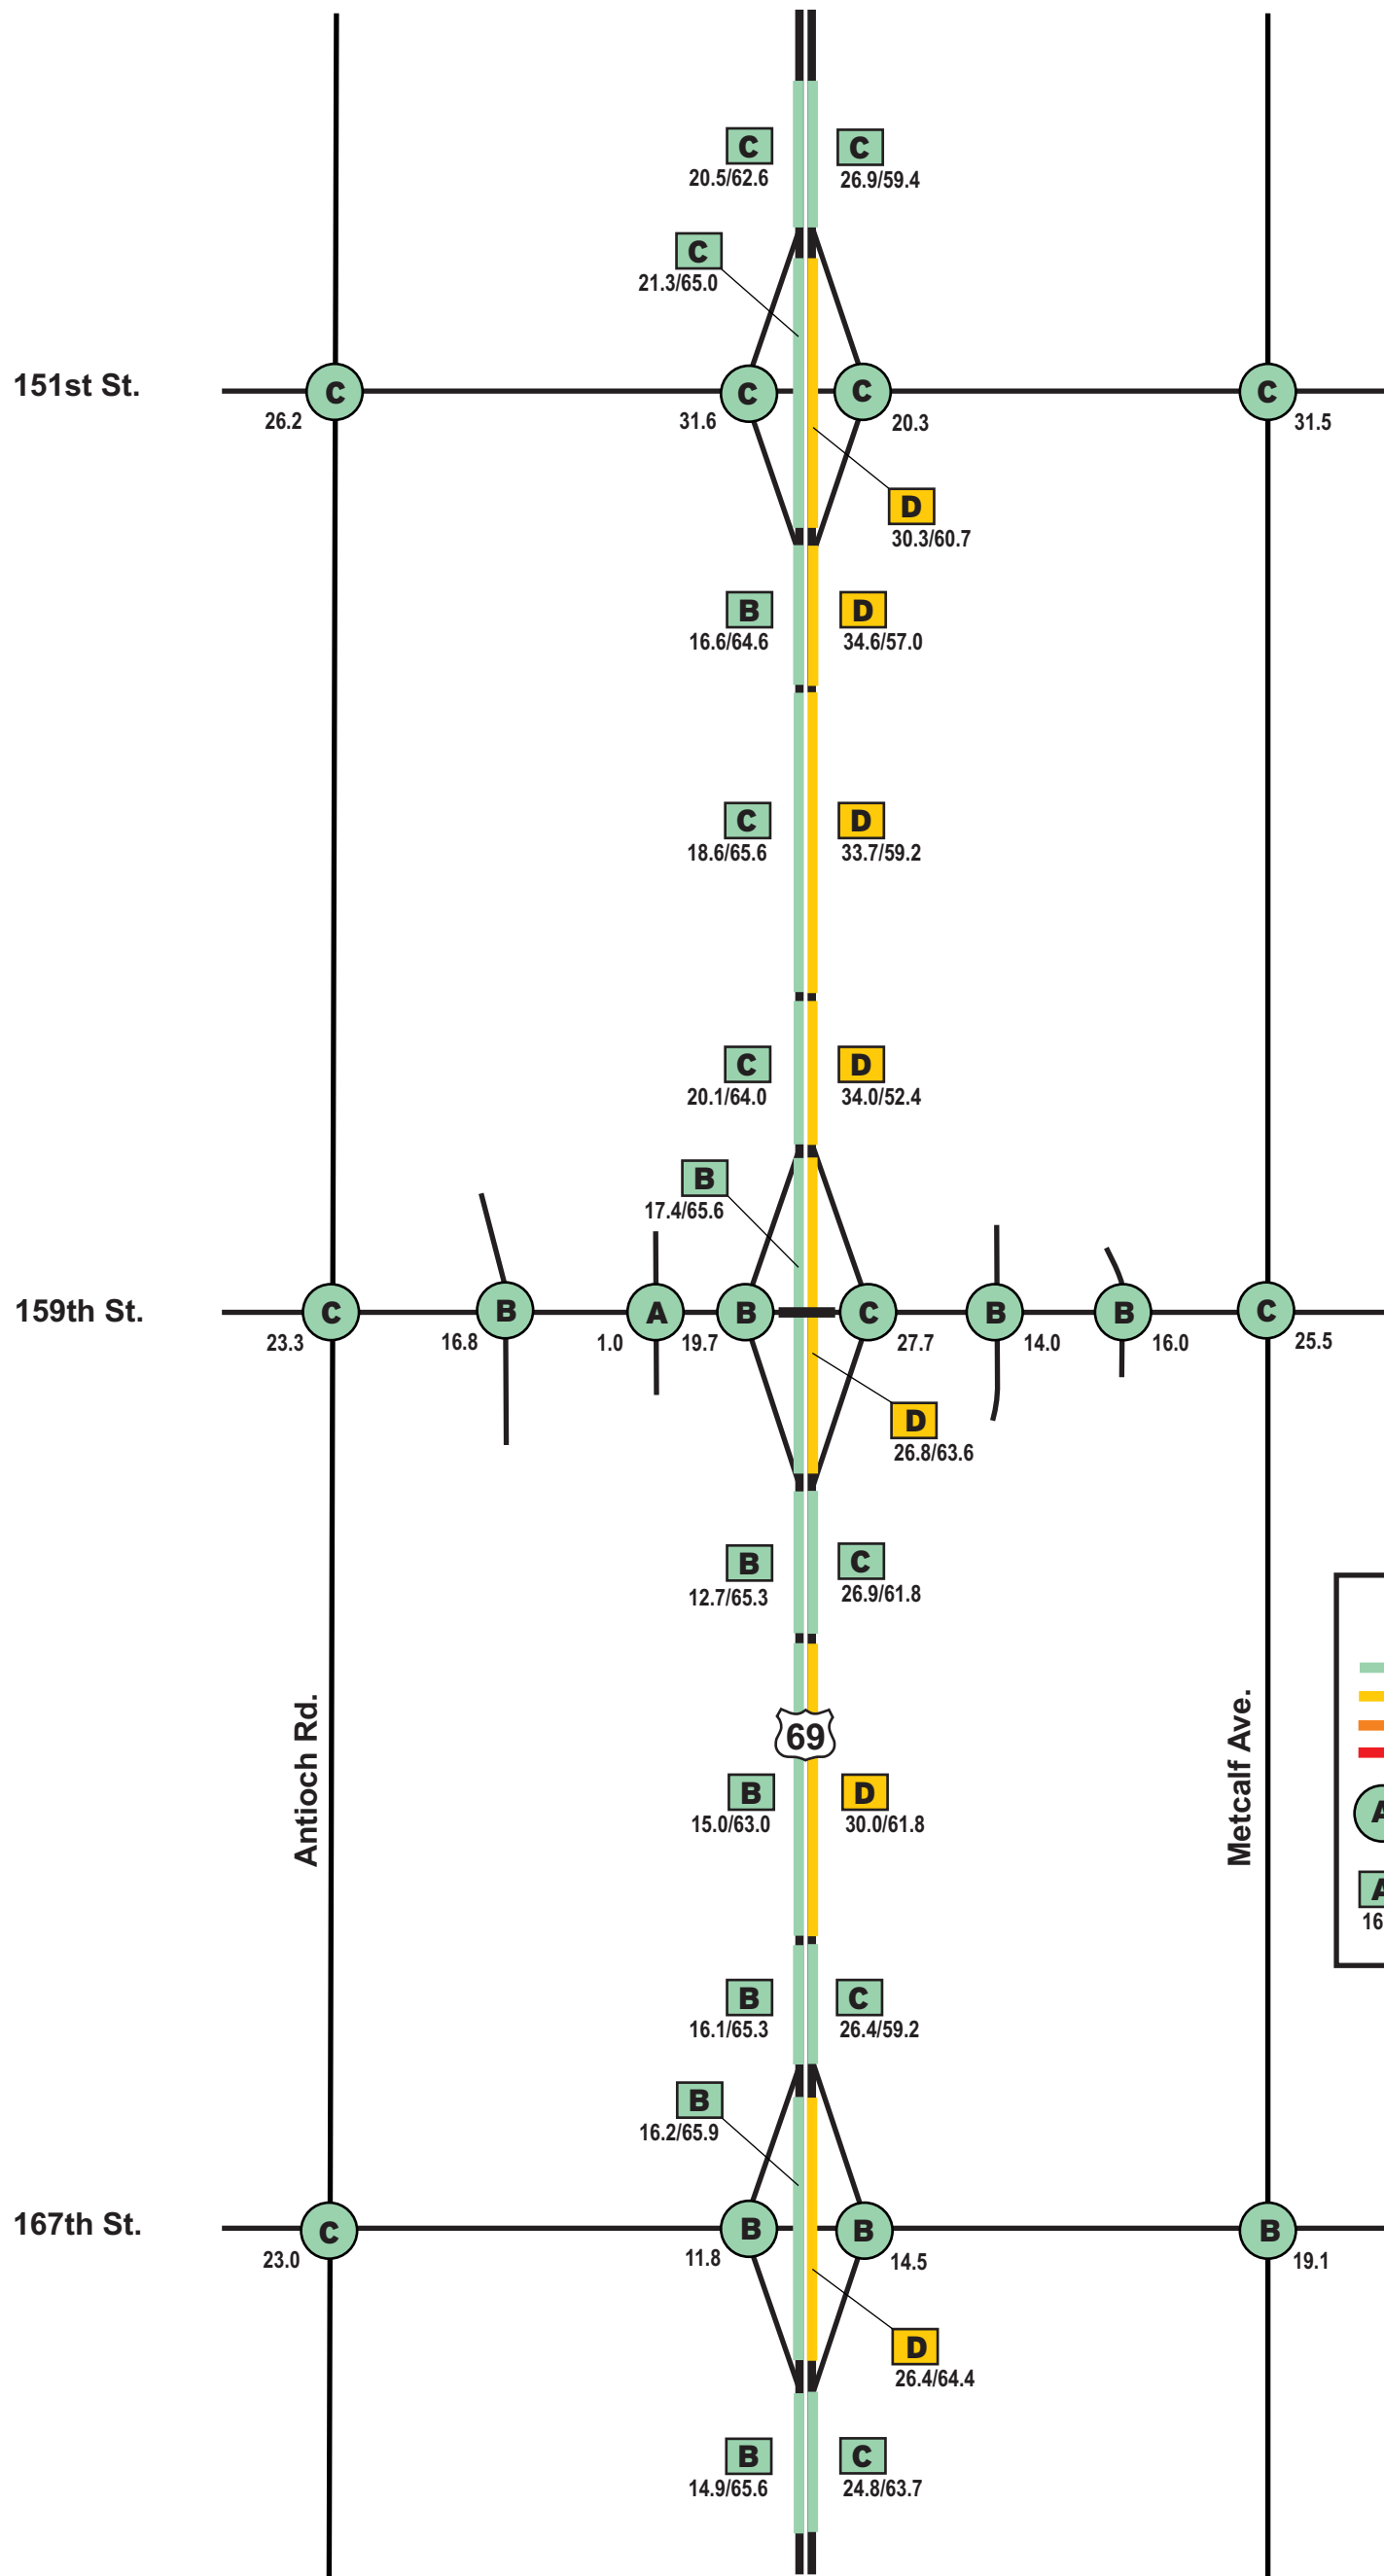 C
C
20.5/62.6
26.9/59.4
C
21.3/65.0
151st St.
C
C
C
C
26.2
31.6
20.3
31.5
D
30.3/60.7
B
D
16.6/64.6
34.6/57.0
C
D
18.6/65.6
33.7/59.2
C
D
20.1/64.0
34.0/52.4
B
17.4/65.6
159th St.
C
B
A
B
C
B
B
C
23.3
16.8
1.0
19.7
27.7
14.0
16.0
25.5
D
26.8/63.6
B
C
12.7/65.3
26.9/61.8
Antioch Rd.
69
Metcalf Ave.
B
D
15.0/63.0
30.0/61.8
A
A
16
B
C
16.1/65.3
26.4/59.2
B
16.2/65.9
167th St.
C
B
B
B
23.0
11.8
14.5
19.1
D
26.4/64.4
B
C
14.9/65.6
24.8/63.7